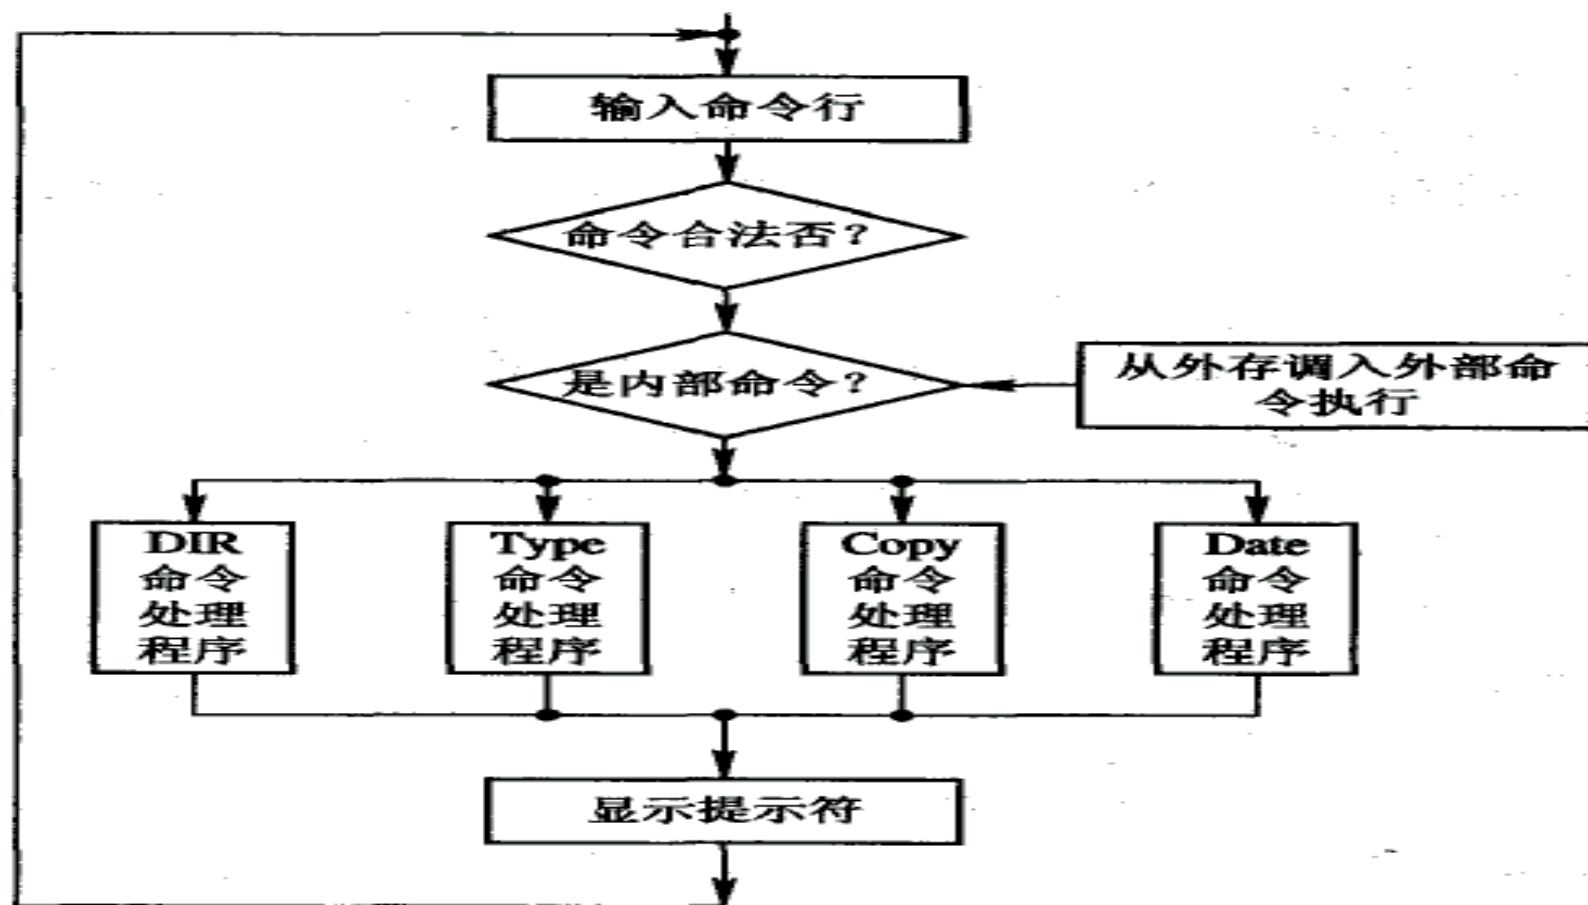 输入命令行
命令合法否？
是内部命令？
从外存调入外部命
令执行
DIR
命令
处理
程序
Type
命令
处理
程序
Copy
命令
处理
程序
Date
命令
处理
程序
显示提示符